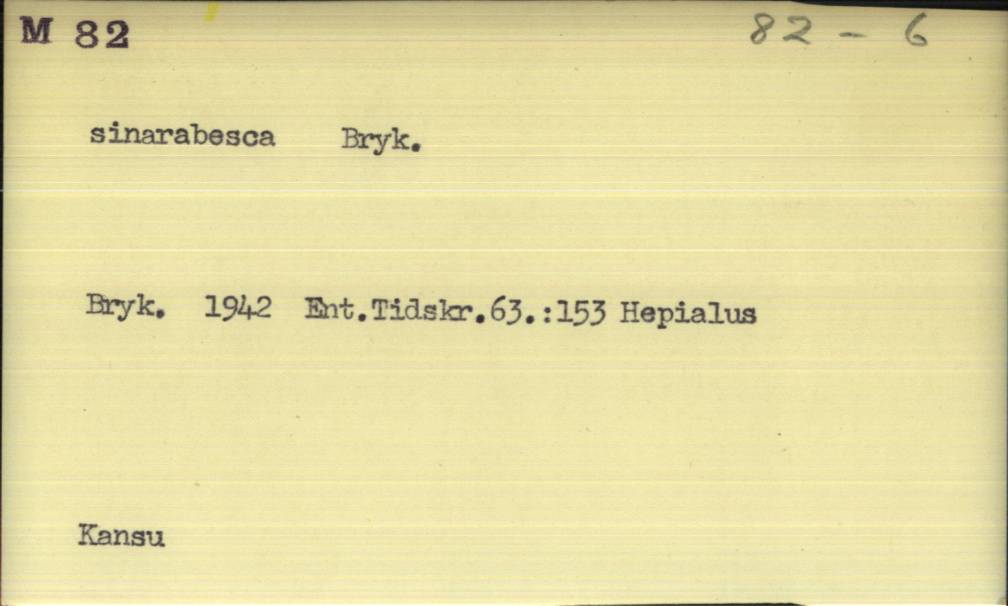 M 82 82 - 6
sinarabesca Bryk.
Bryk. 1942 Ent.Tidskr.63.:153 Hepialus
Kansu